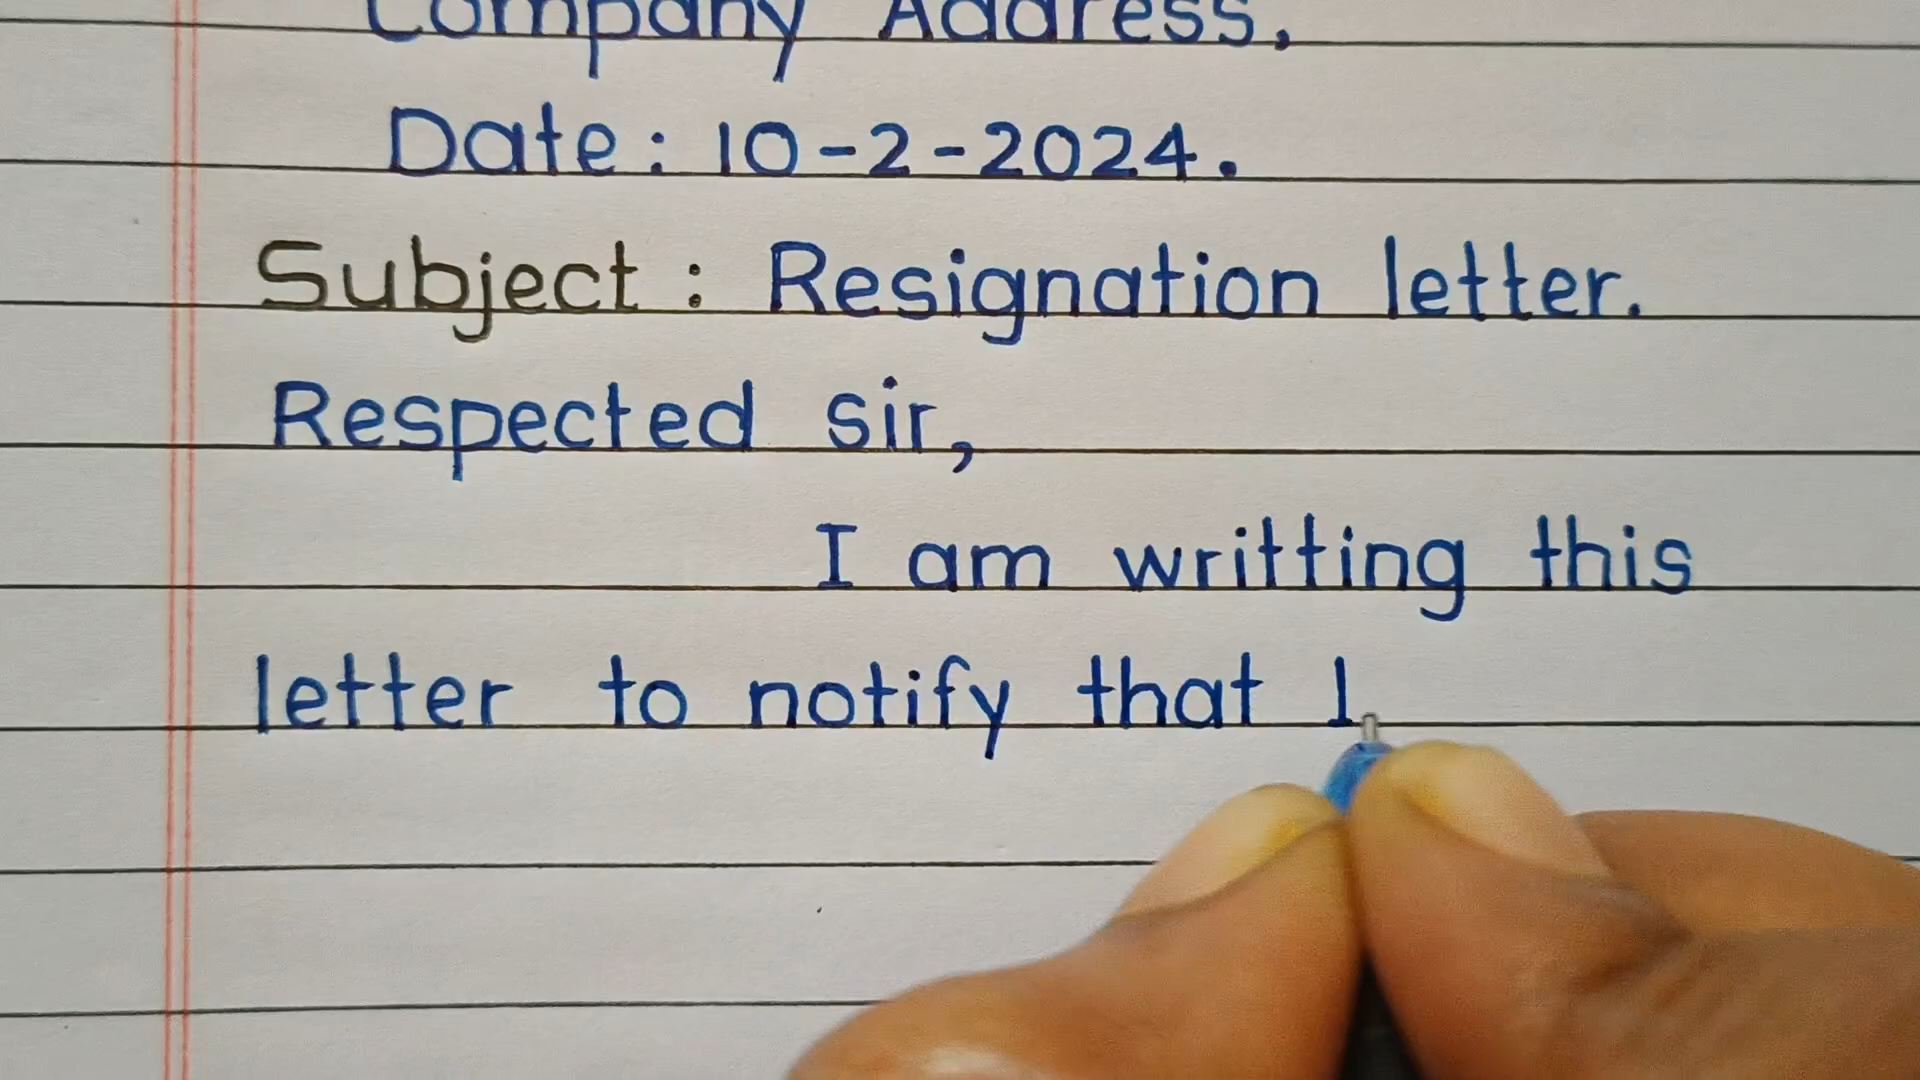 Company Address,
Date : 10-2-2024.
Subject : Resignation letter.
Respected sir,
I am writting this
letter to notify that I